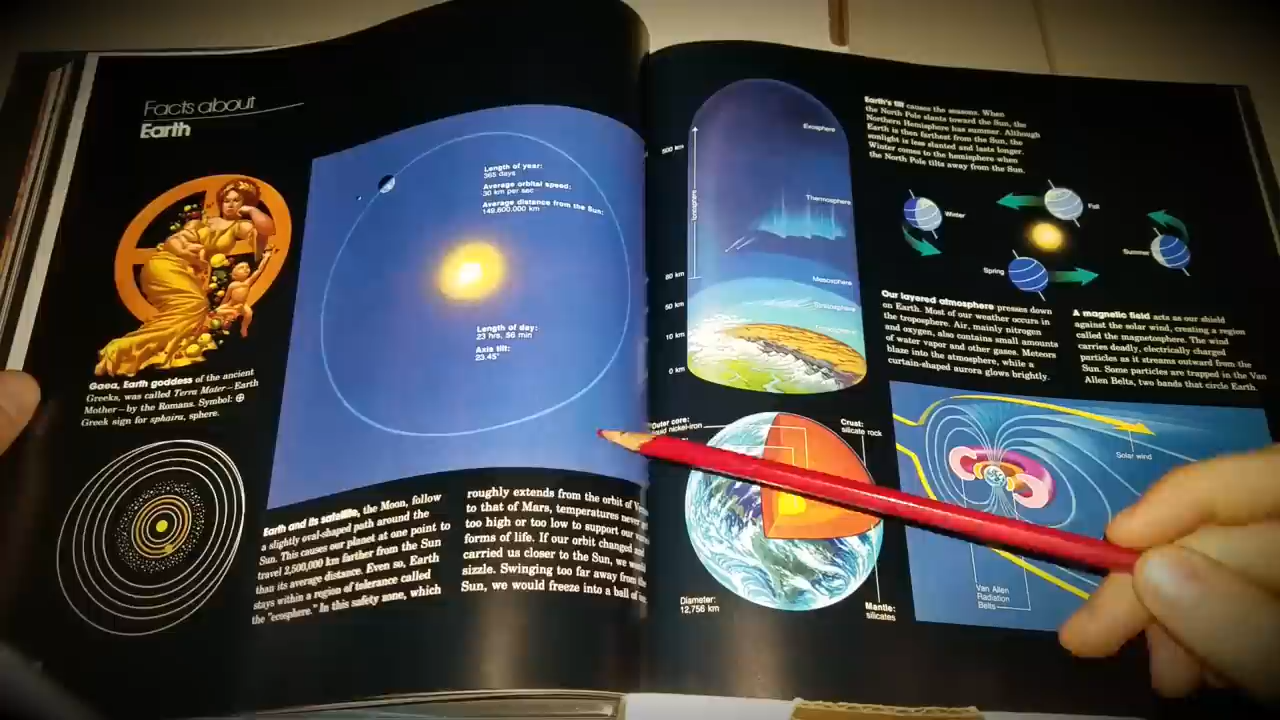 Facts about
Earth
Gaea, Earth goddess of the ancient
Greeks, was called Terra Mater—Earth
Mother—by the Romans. Symbol: ⊕
Greek sign for sphaira, sphere.
Length of year:
365 days
Average orbital speed:
30 km per sec
Average distance from the Sun:
149,600,000 km
Length of day:
23 hrs, 56 min
Axis tilt:
23.45°
Earth and its satellite, the Moon, follow
a slightly oval-shaped path around the
Sun. This causes our planet at one point to
travel 2,500,000 km farther from the Sun
than its average distance. Even so, Earth
stays within a region of tolerance called
the "ecosphere." In this safety zone, which
roughly extends from the orbit of
to that of Mars, temperatures never
too high or too low to support our
forms of life. If our orbit changed
carried us closer to the Sun, we
sizzle. Swinging too far away from
Sun, we would freeze into a ball of
500 km
80 km
50 km
10 km
0 km
Ionosphere
Exosphere
Thermosphere
Mesosphere
Stratosphere
Earth's tilt causes the seasons. When
the North Pole slants toward the Sun, the
Northern Hemisphere has summer. Although
Earth is then farthest from the Sun, the
sunlight is less slanted and lasts longer.
Winter comes to the hemisphere when
the North Pole tilts away from the Sun.
Winter
Fall
Spring
Summer
Our layered atmosphere presses down
on Earth. Most of our weather occurs in
the troposphere. Air, mainly nitrogen
and oxygen, also contains small amounts
of water vapor and other gases. Meteors
blaze into the atmosphere, while a
curtain-shaped aurora glows brightly.
A magnetic field acts as our shield
against the solar wind, creating a region
called the magnetosphere. The wind
carries deadly, electrically charged
particles as it streams outward from the
Sun. Some particles are trapped in the Van
Allen Belts, two bands that circle Earth.
Outer core:
liquid nickel-iron
Crust:
silicate rock
Diameter:
12,756 km
Mantle:
silicates
Solar wind
Van Allen
Radiation
Belts